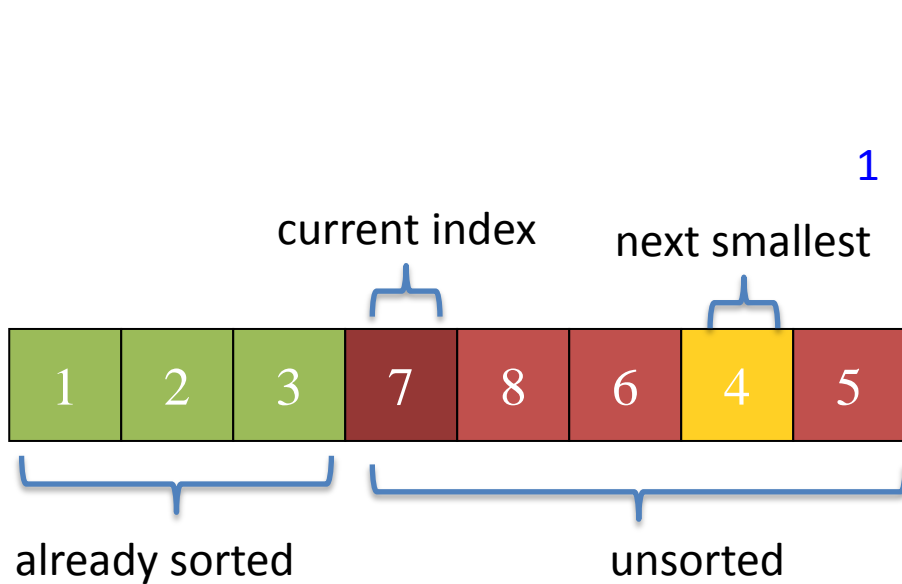 1
current index
next smallest
1 2 3 7 8 6 4 5
already sorted
unsorted